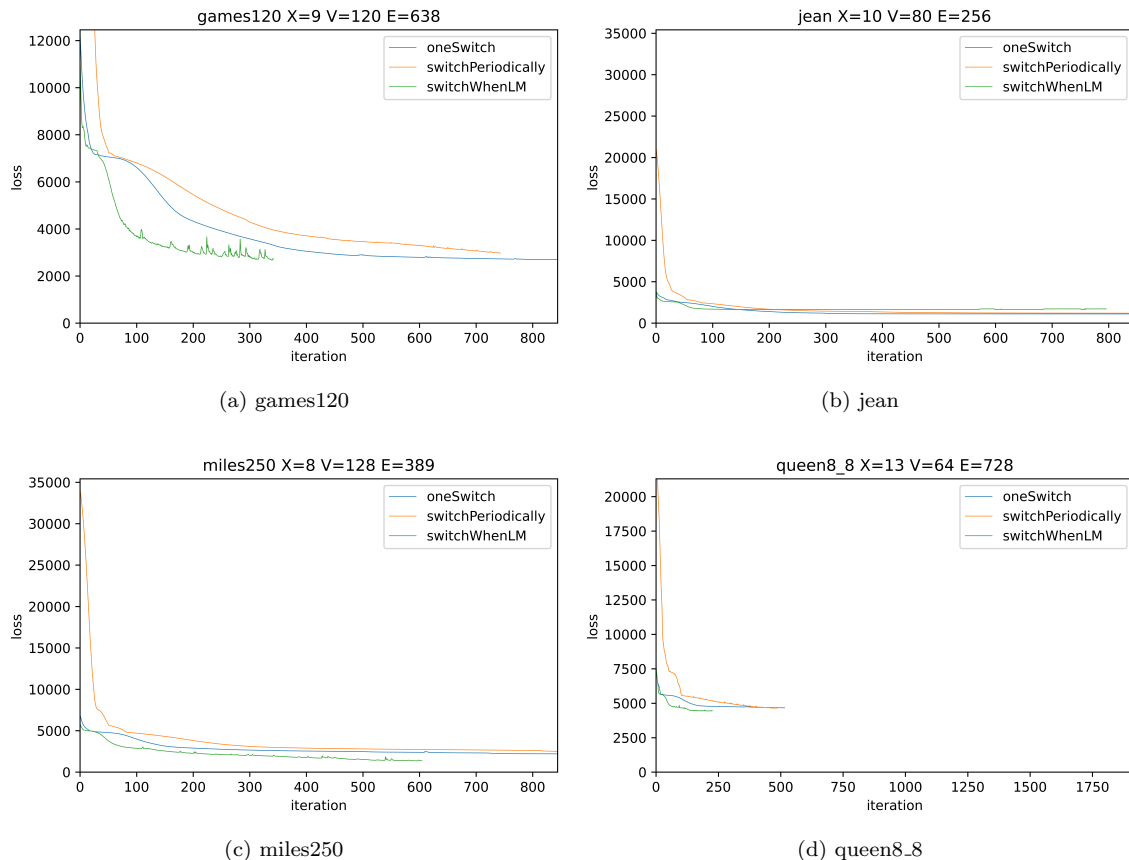 games120 X=9 V=120 E=638
12000
10000
8000
6000
4000
2000
0
loss
oneSwitch
switchPeriodically
switchWhenLM
0 100 200 300 400 500 600 700 800
iteration
(a) games120
jean X=10 V=80 E=256
35000
30000
25000
20000
15000
10000
5000
0
loss
oneSwitch
switchPeriodically
switchWhenLM
0 100 200 300 400 500 600 700 800
iteration
(b) jean
miles250 X=8 V=128 E=389
35000
30000
25000
20000
15000
10000
5000
0
loss
oneSwitch
switchPeriodically
switchWhenLM
0 100 200 300 400 500 600 700 800
iteration
(c) miles250
queen8_8 X=13 V=64 E=728
20000
17500
15000
12500
10000
7500
5000
2500
0
loss
oneSwitch
switchPeriodically
switchWhenLM
0 250 500 750 1000 1250 1500 1750
iteration
(d) queen8_8